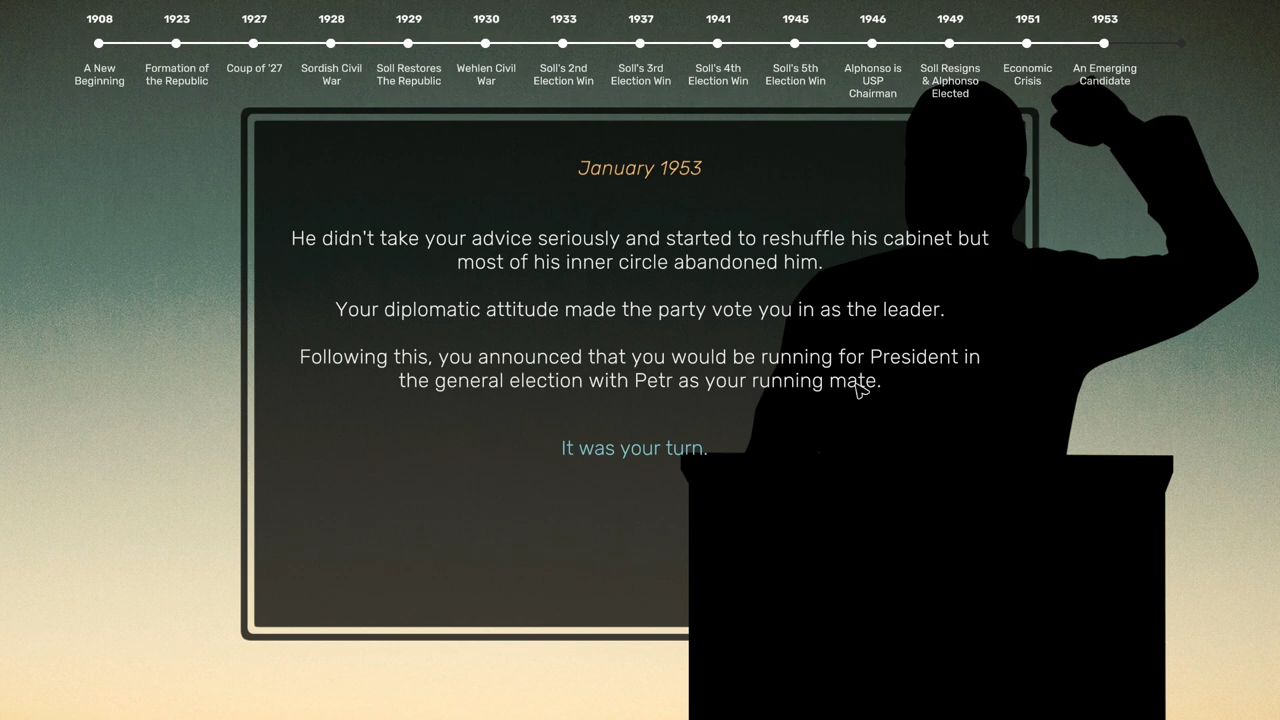 1908 1923 1927 1928 1929 1930 1933 1937 1941 1945 1946 1949 1951 1953
A New Beginning
Formation of the Republic
Coup of '27
Sordish Civil War
Soll Restores The Republic
Wehlen Civil War
Soll's 2nd Election Win
Soll's 3rd Election Win
Soll's 4th Election Win
Soll's 5th Election Win
Alphonso is USP Chairman
Soll Resigns & Alphonso Elected
Economic Crisis
An Emerging Candidate
January 1953
He didn't take your advice seriously and started to reshuffle his cabinet but
most of his inner circle abandoned him.
Your diplomatic attitude made the party vote you in as the leader.
Following this, you announced that you would be running for President in
the general election with Petr as your running mate.
It was your turn.